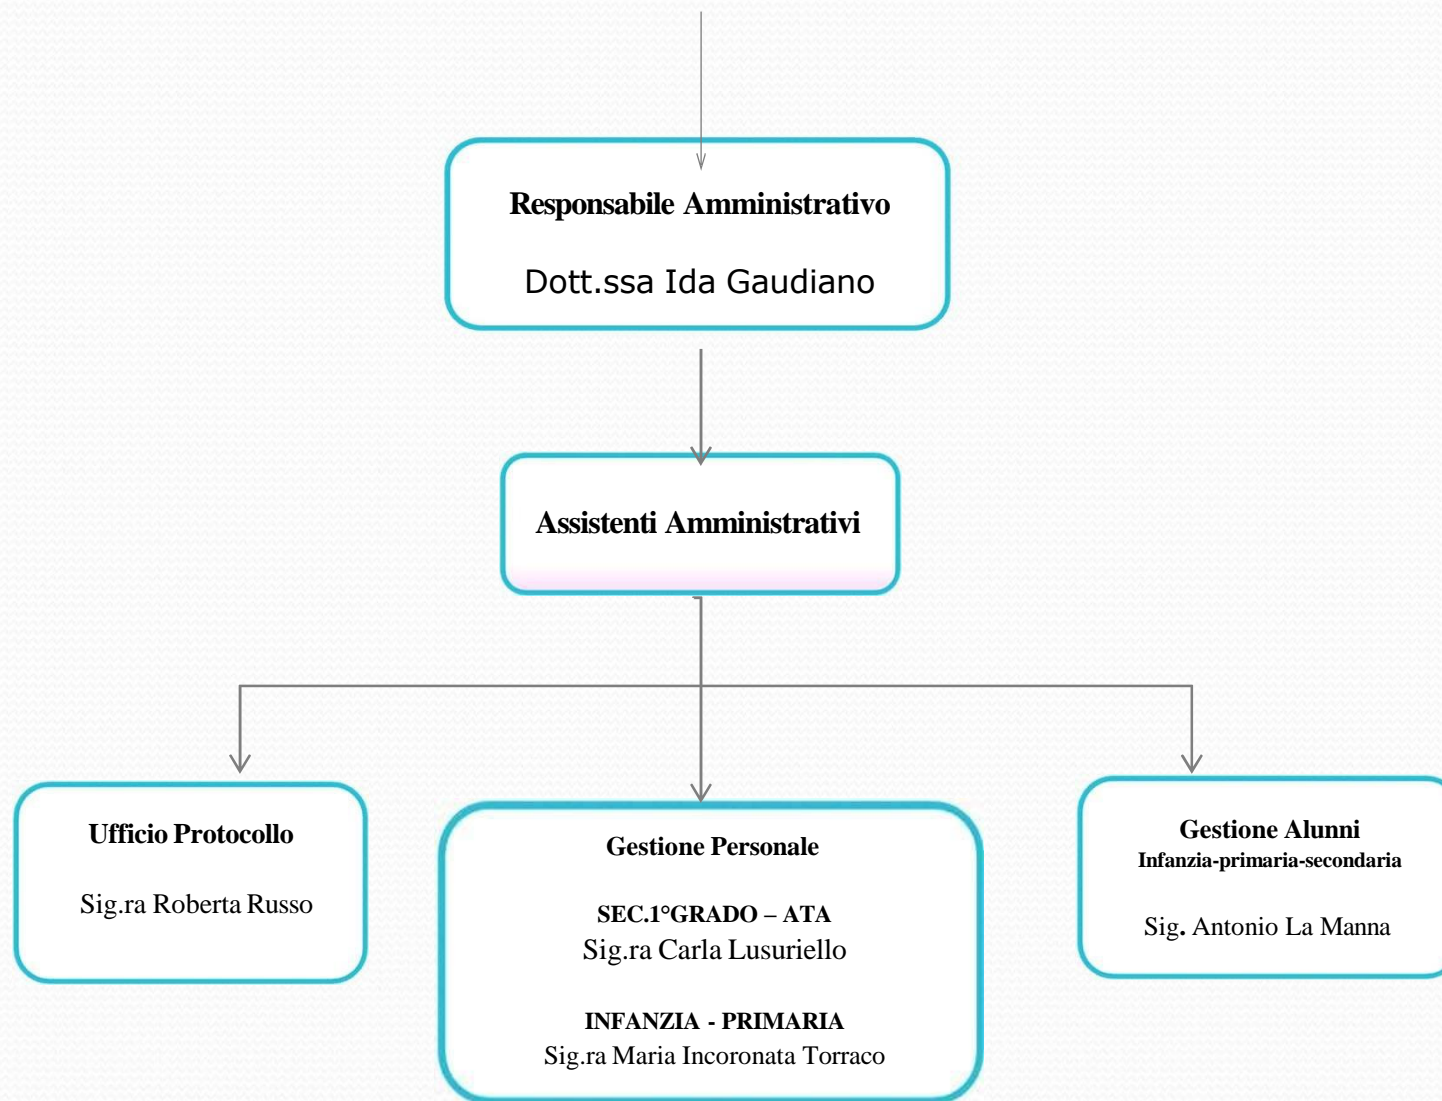 Responsabile Amministrativo
Dott.ssa Ida Gaudiano
Assistenti Amministrativi
Ufficio Protocollo
Sig.ra Roberta Russo
Gestione Personale
SEC.1°GRADO – ATA
Sig.ra Carla Lusuriello
INFANZIA - PRIMARIA
Sig.ra Maria Incoronata Torraco
Gestione Alunni
Infanzia-primaria-secondaria
Sig. Antonio La Manna